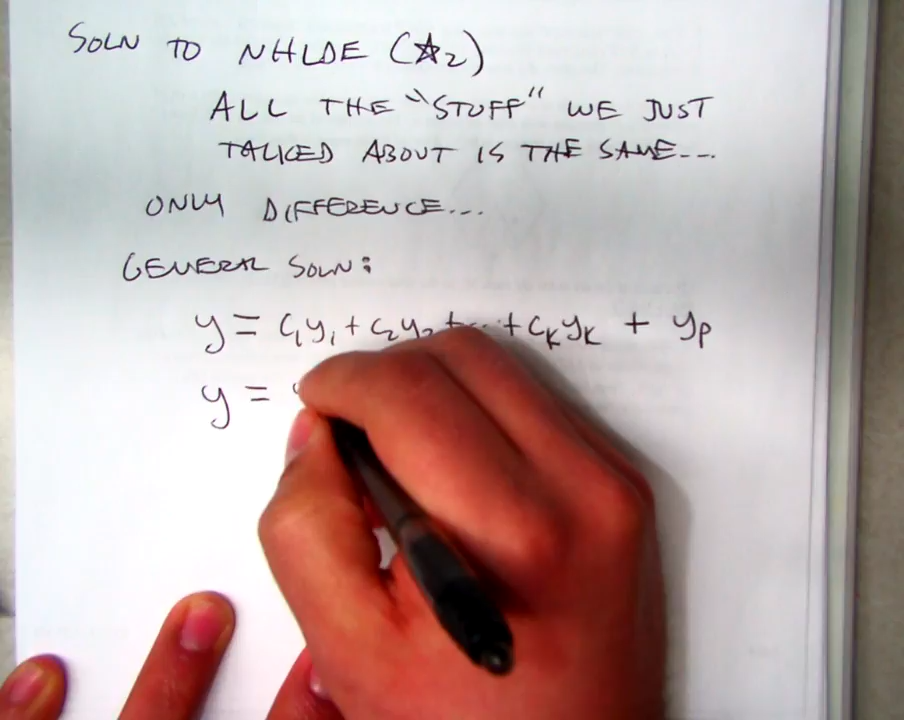 SOLN TO NHLDE (☆2)
ALL THE "STUFF" WE JUST
TALKED ABOUT IS THE SAME...
ONLY DIFFERENCE...
GENERAL SOLN:
y = c₁y₁ + c₂y₂ + ... + cₖyₖ + yₚ
y =